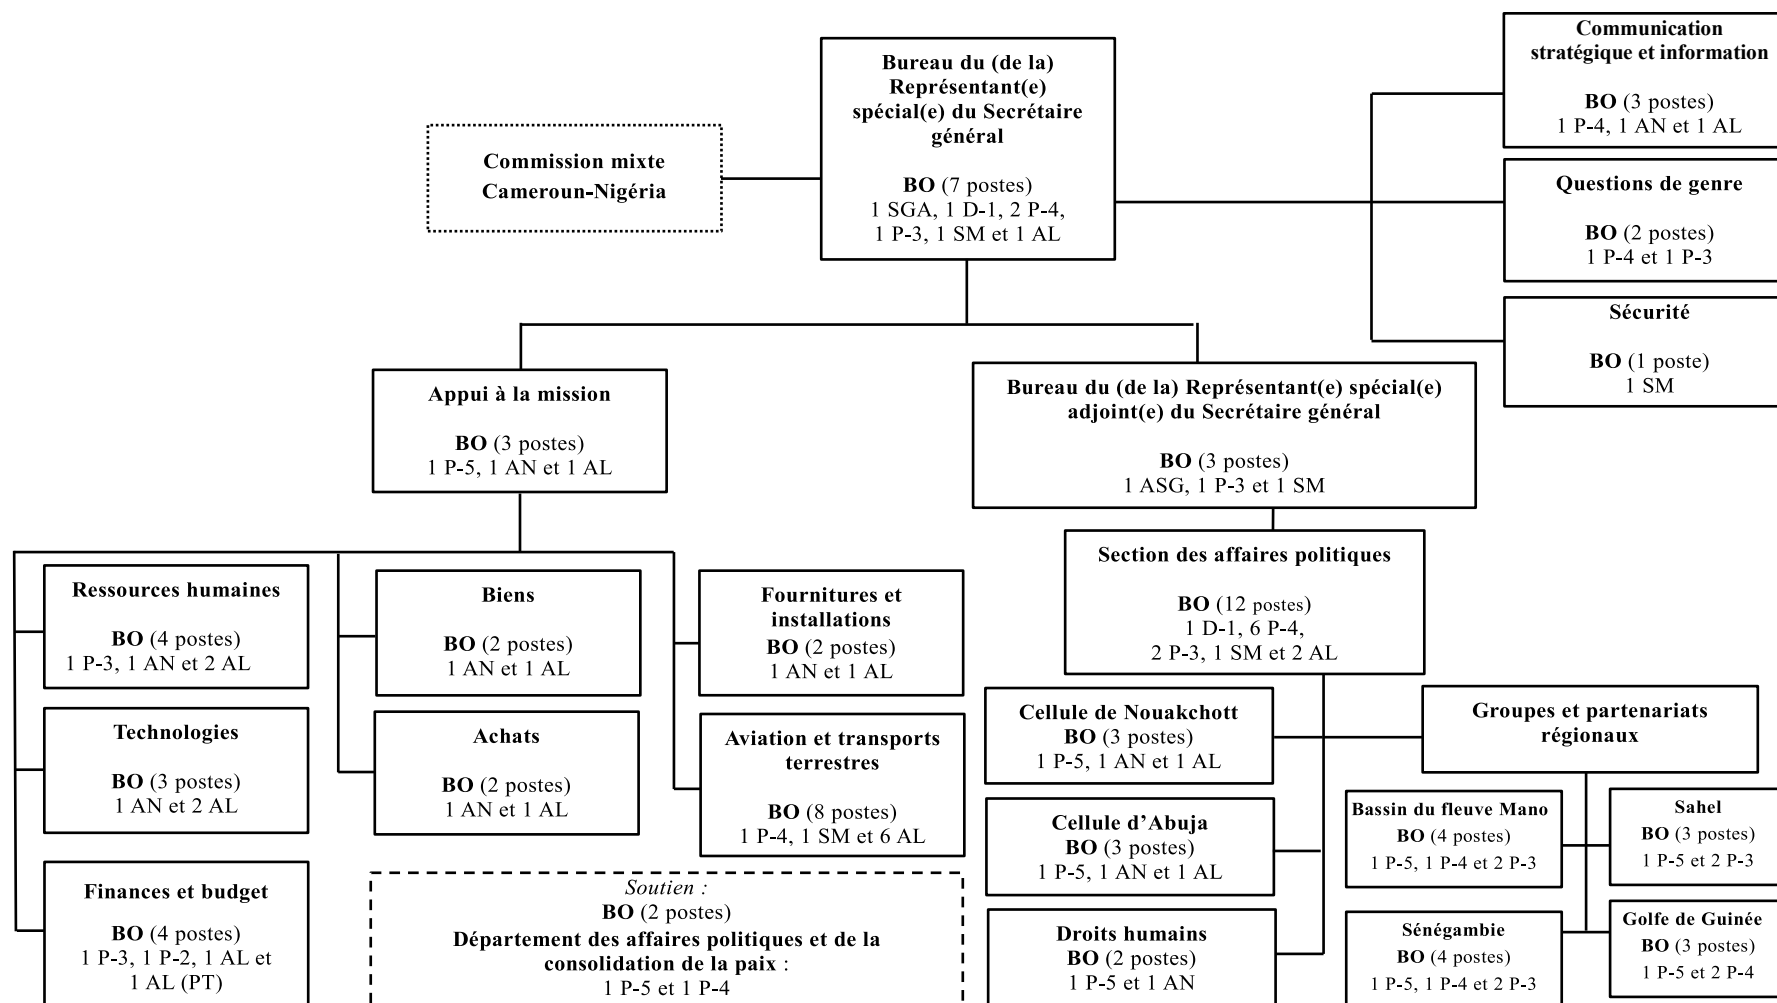 Bureau du (de la)
Représentant(e)
spécial(e) du Secrétaire
général
BO (7 postes)
1 SGA, 1 D-1, 2 P-4,
1 P-3, 1 SM et 1 AL
Commission mixte
Cameroun-Nigéria
Communication
stratégique et information
BO (3 postes)
1 P-4, 1 AN et 1 AL
Questions de genre
BO (2 postes)
1 P-4 et 1 P-3
Sécurité
BO (1 poste)
1 SM
Appui à la mission
BO (3 postes)
1 P-5, 1 AN et 1 AL
Bureau du (de la) Représentant(e) spécial(e)
adjoint(e) du Secrétaire général
BO (3 postes)
1 ASG, 1 P-3 et 1 SM
Ressources humaines
BO (4 postes)
1 P-3, 1 AN et 2 AL
Biens
BO (2 postes)
1 AN et 1 AL
Fournitures et
installations
BO (2 postes)
1 AN et 1 AL
Technologies
BO (3 postes)
1 AN et 2 AL
Achats
BO (2 postes)
1 AN et 1 AL
Aviation et transports
terrestres
BO (8 postes)
1 P-4, 1 SM et 6 AL
Finances et budget
BO (4 postes)
1 P-3, 1 P-2, 1 AL et
1 AL (PT)
Soutien :
BO (2 postes)
Département des affaires politiques et de la
consolidation de la paix :
1 P-5 et 1 P-4
Section des affaires politiques
BO (12 postes)
1 D-1, 6 P-4,
2 P-3, 1 SM et 2 AL
Cellule de Nouakchott
BO (3 postes)
1 P-5, 1 AN et 1 AL
Groupes et partenariats
régionaux
Cellule d’Abuja
BO (3 postes)
1 P-5, 1 AN et 1 AL
Bassin du fleuve Mano
BO (4 postes)
1 P-5, 1 P-4 et 2 P-3
Sahel
BO (3 postes)
1 P-5 et 2 P-3
Droits humains
BO (2 postes)
1 P-5 et 1 AN
Sénégambie
BO (4 postes)
1 P-5, 1 P-4 et 2 P-3
Golfe de Guinée
BO (3 postes)
1 P-5 et 2 P-4